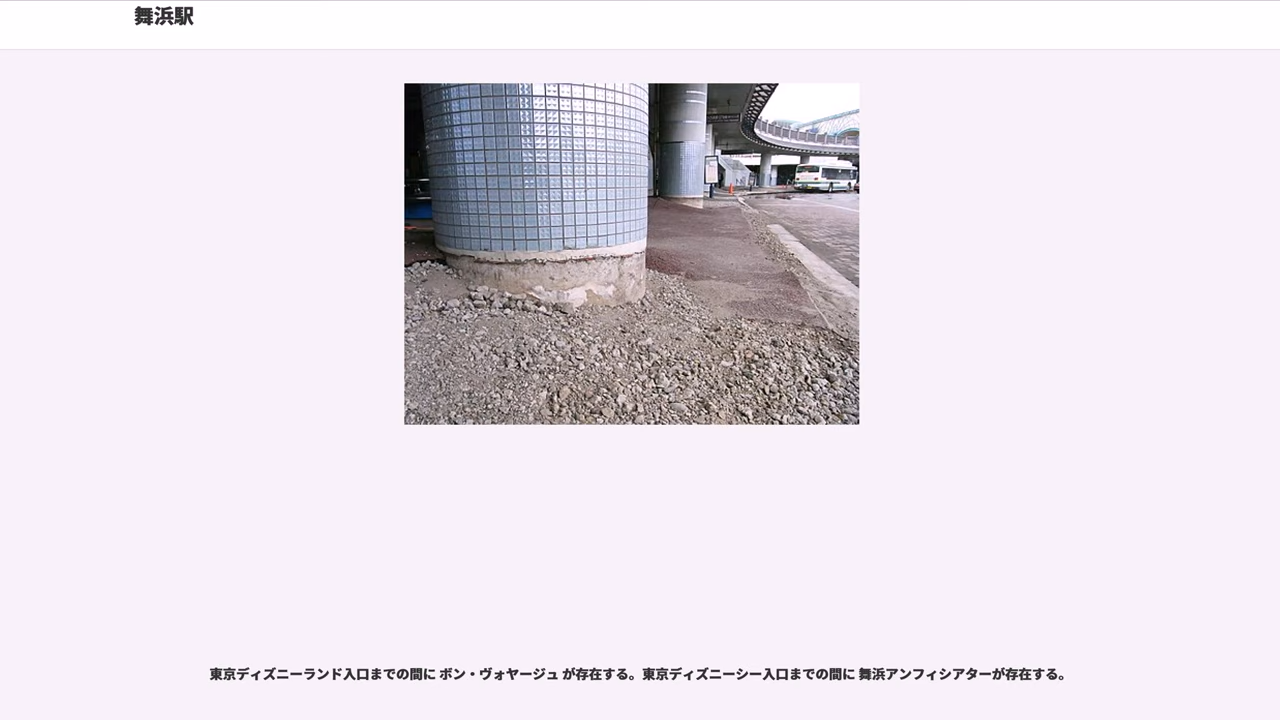 舞浜駅
東京ディズニーランド入口までの間に ボン・ヴォヤージュ が存在する。東京ディズニーシー入口までの間に 舞浜アンフィシアターが存在する。